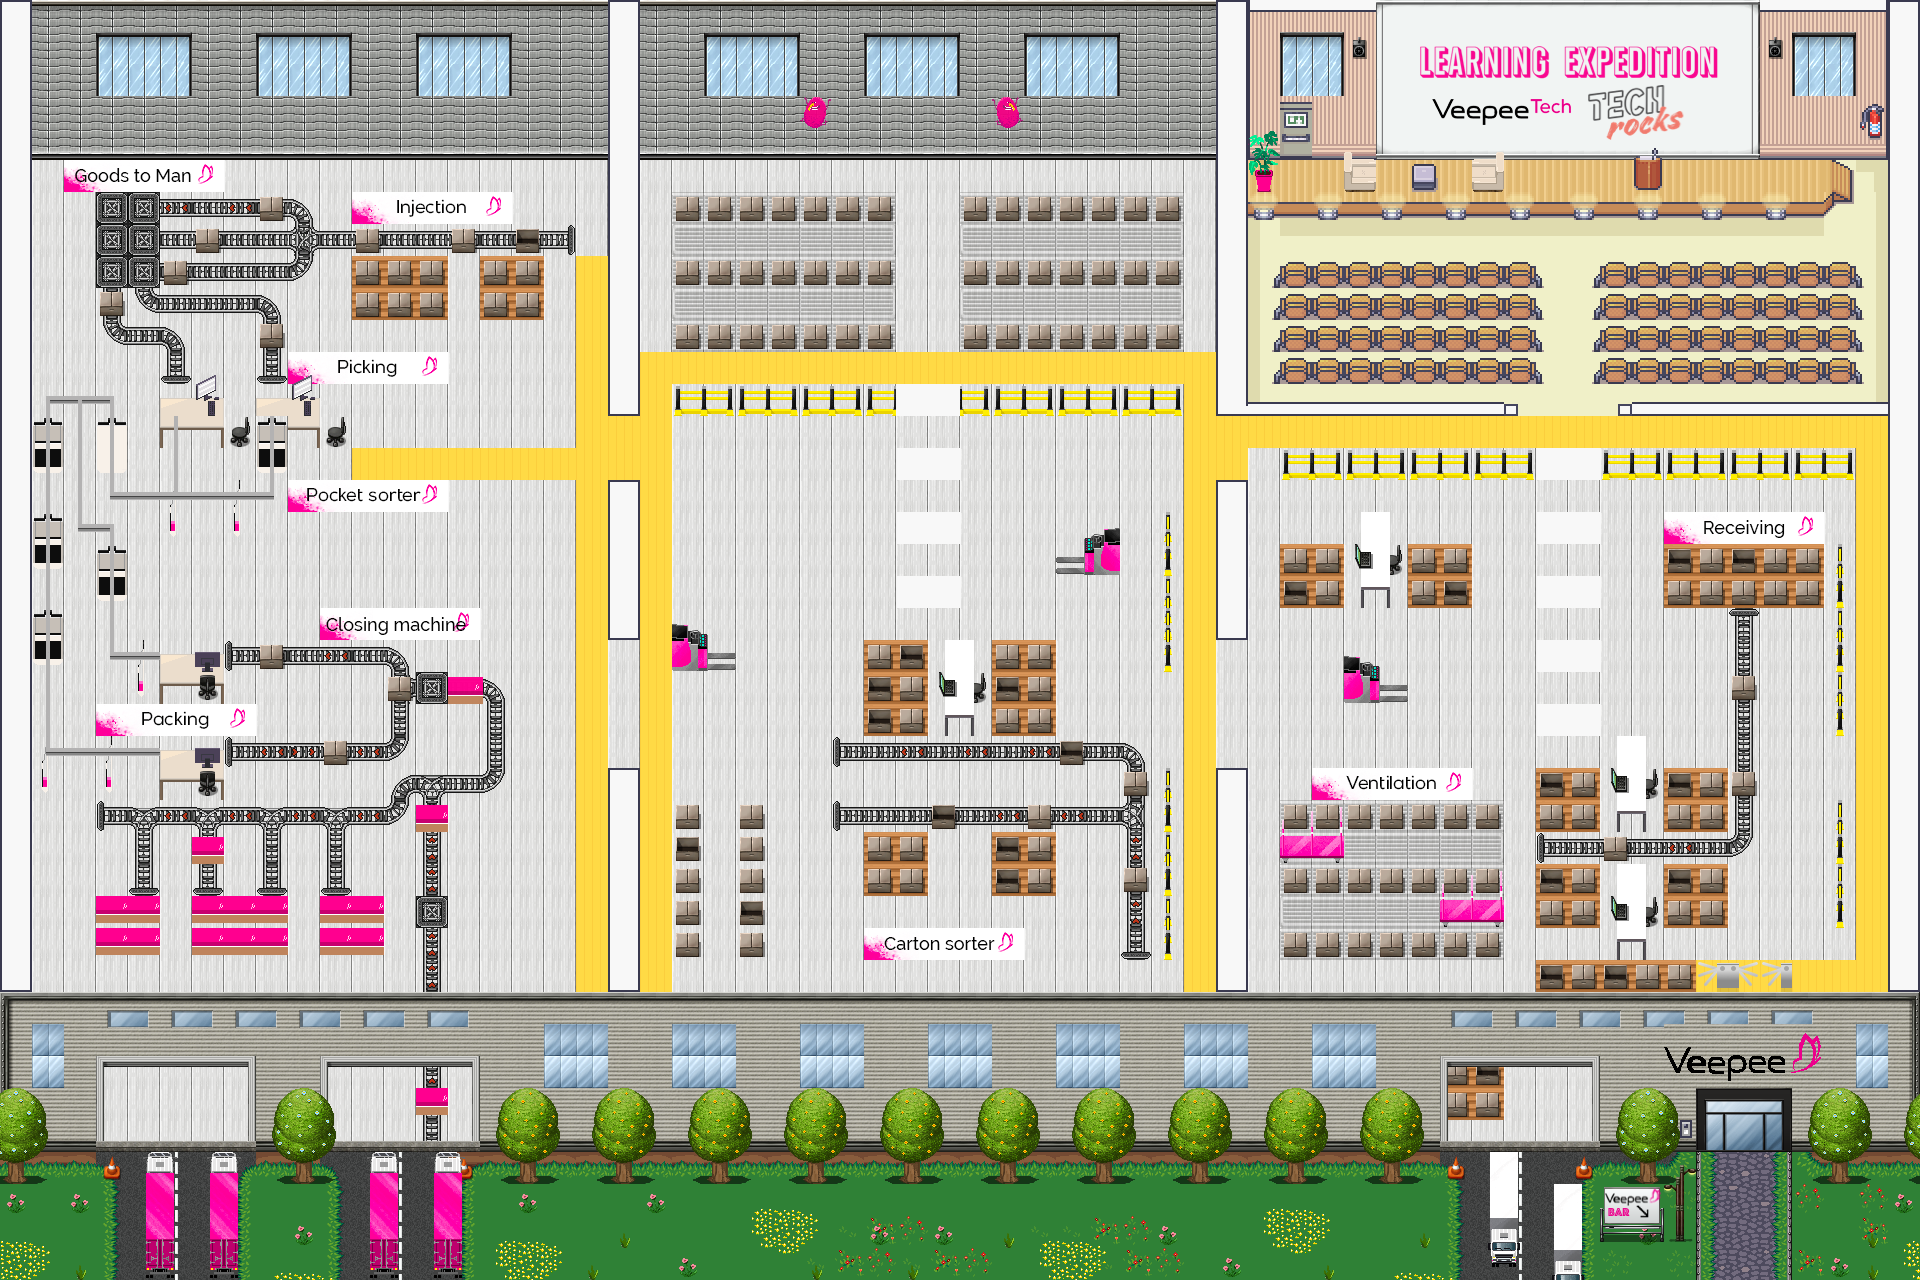 LEARNING EXPEDITION
VeepeeTech TECH
rocks
Goods to Man
Injection
Picking
Pocket sorter
Closing machine
Packing
Receiving
Ventilation
Carton sorter
Veepee
Veepee
BAR